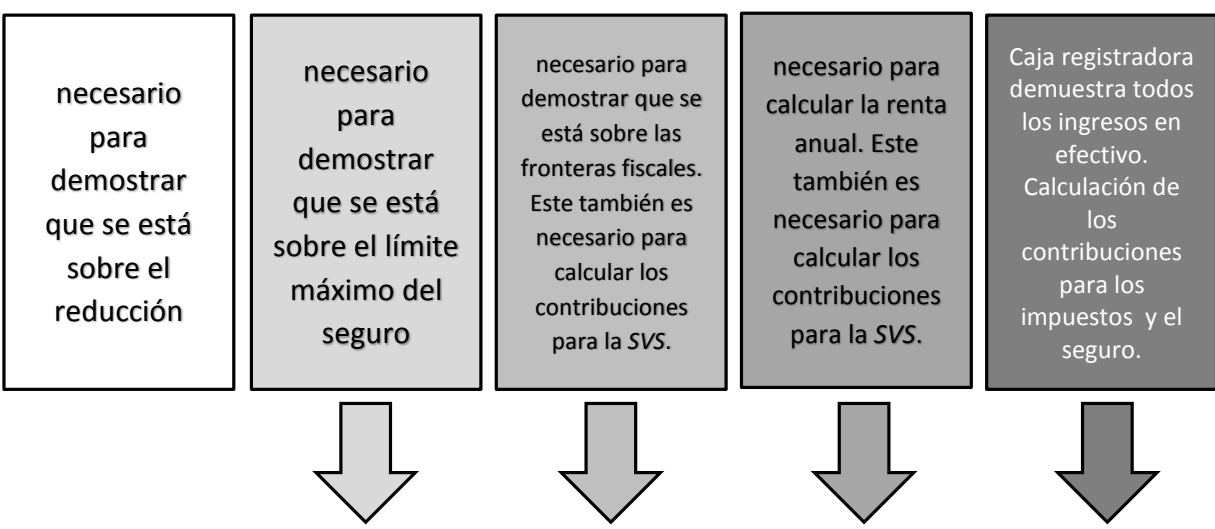 necesario
para
demostrar
que se está
sobre el
reducción
necesario
para
demostrar
que se está
sobre el límite
máximo del
seguro
necesario para
demostrar que se
está sobre las
fronteras fiscales.
Este también es
necesario para
calcular los
contribuciones
para la SVS.
necesario para
calcular la renta
anual. Este
también es
necesario para
calcular los
contribuciones
para la SVS.
Caja registradora
demuestra todos
los ingresos en
efectivo.
Calculación de
los
contribuciones
para los
impuestos y el
seguro.